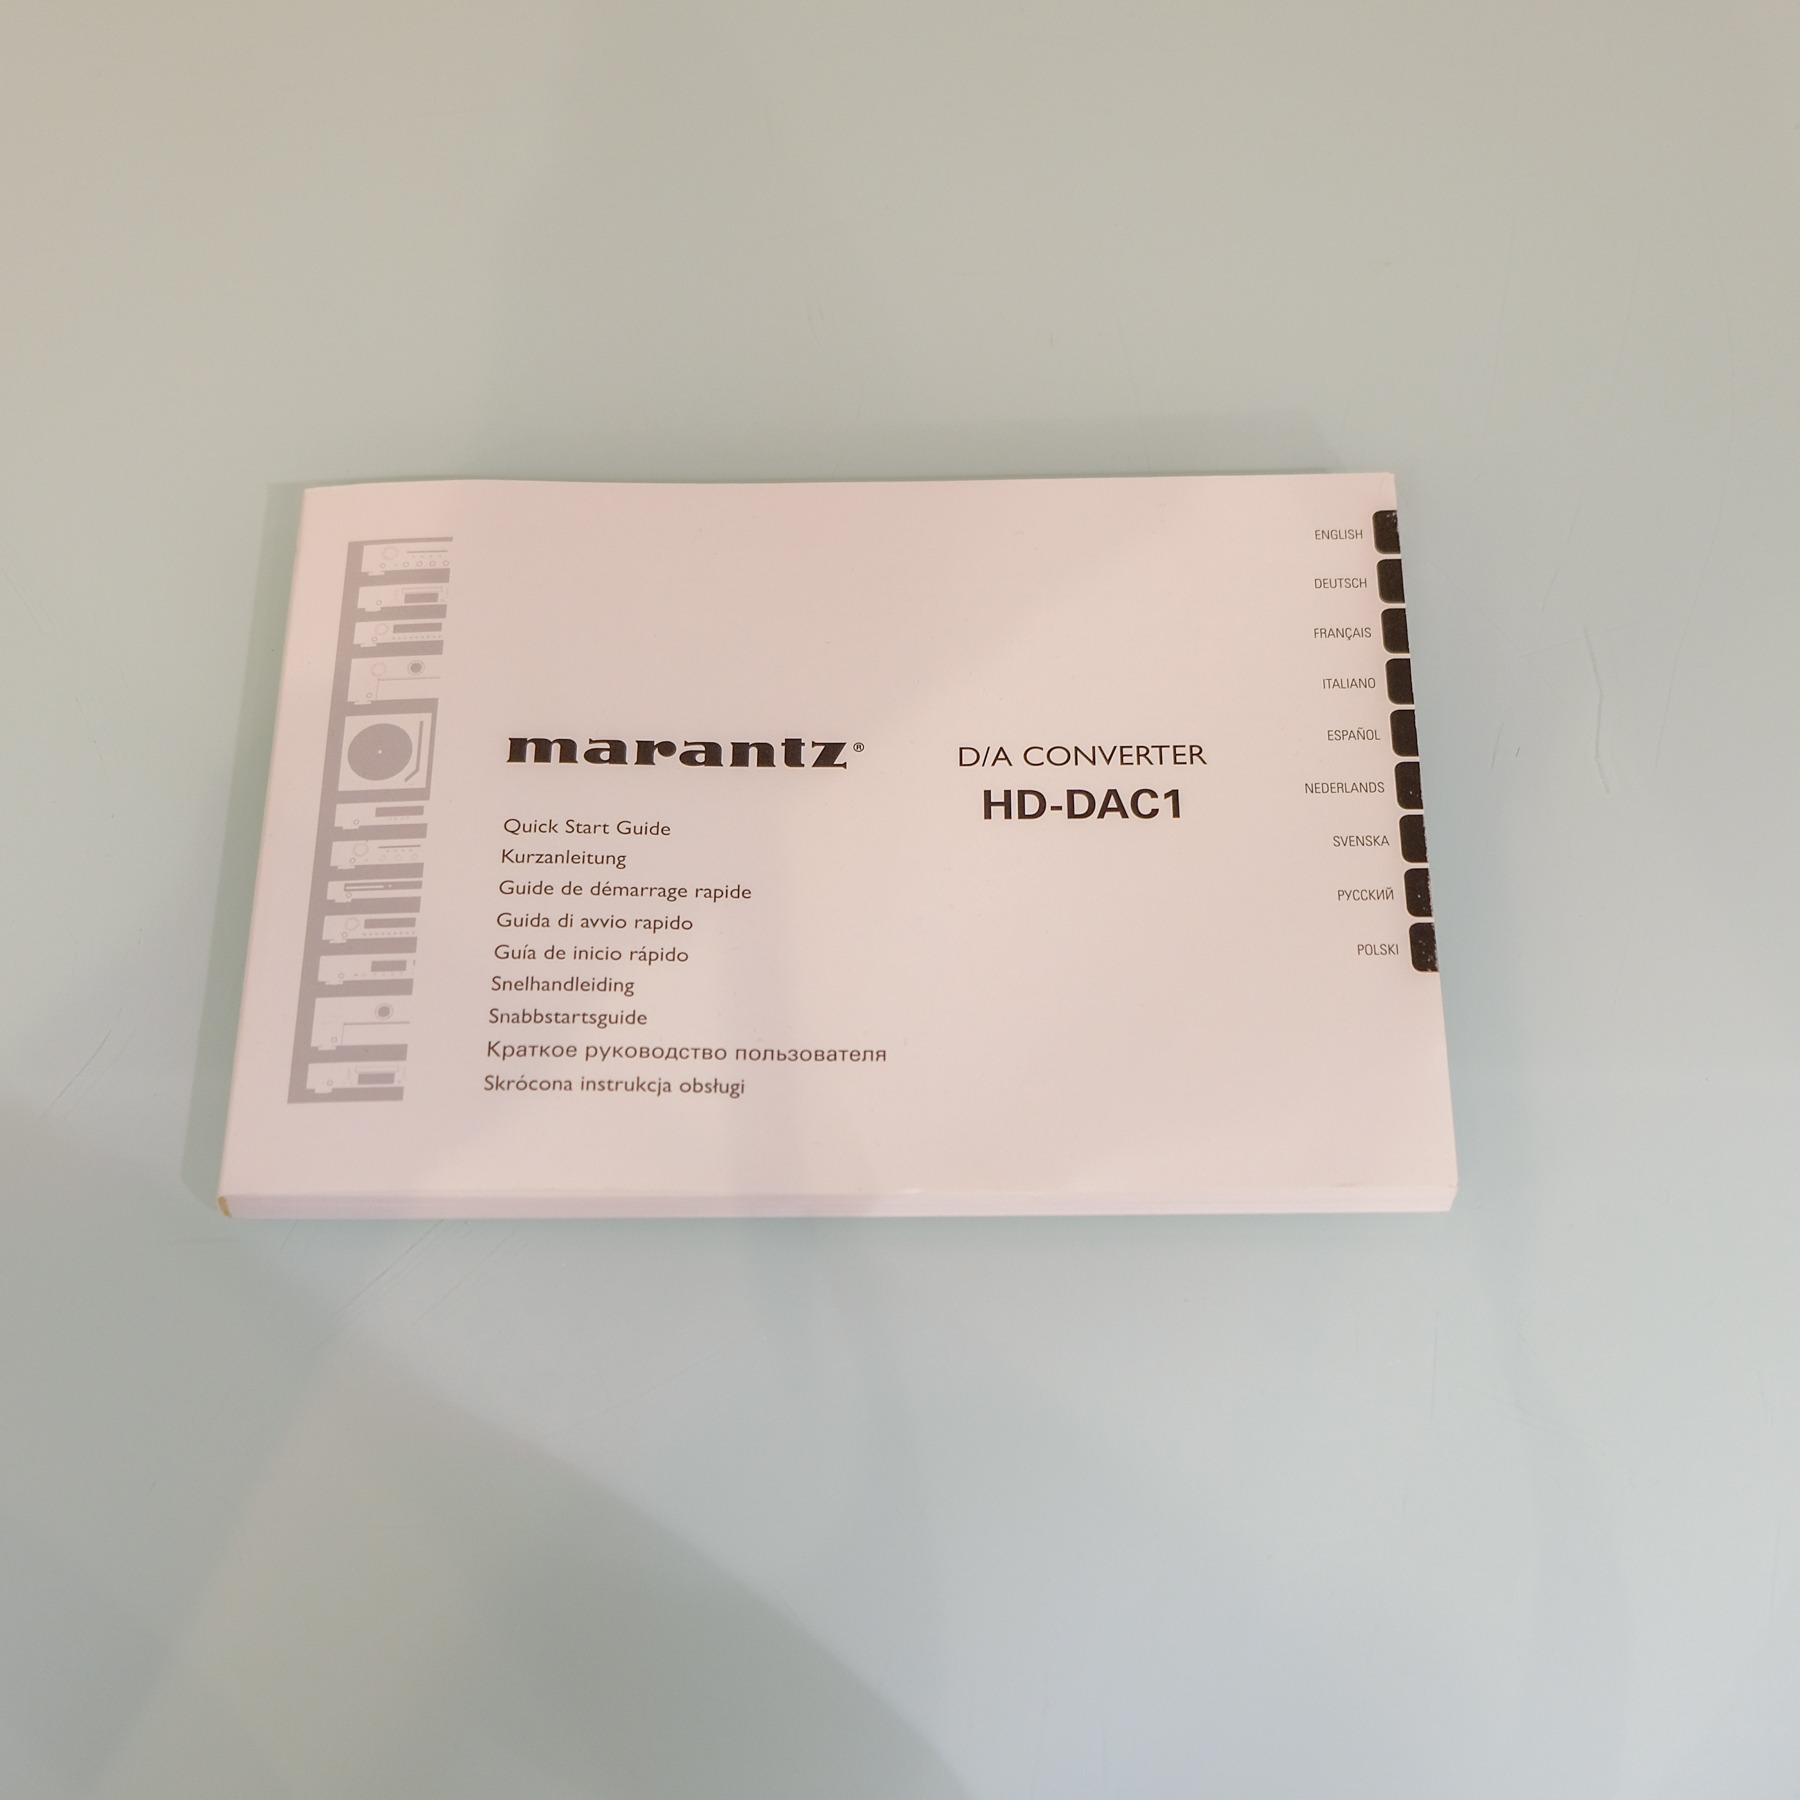 marantz®
D/A CONVERTER
HD-DAC1
Quick Start Guide
Kurzanleitung
Guide de démarrage rapide
Guida di avvio rapido
Guía de inicio rápido
Snelhandleiding
Snabbstartsguide
Краткое руководство пользователя
Skrócona instrukcja obsługi
ENGLISH
DEUTSCH
FRANÇAIS
ITALIANO
ESPAÑOL
NEDERLANDS
SVENSKA
РУССКИЙ
POLSKI